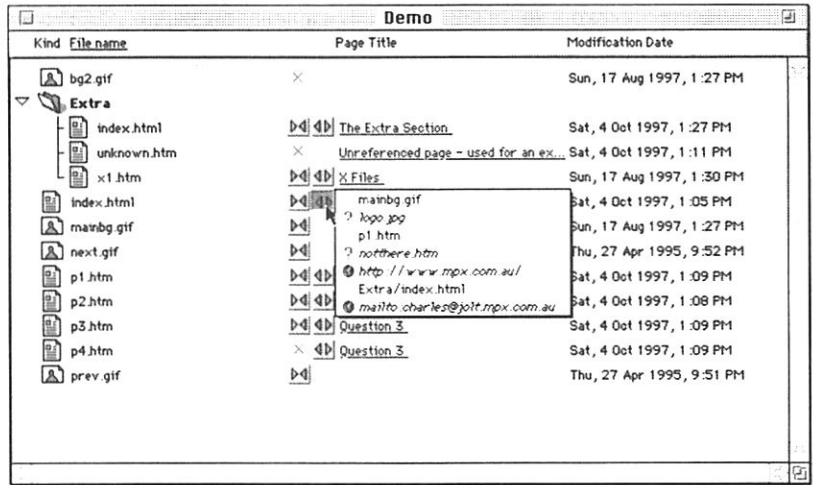 Demo
Kind File name Page Title Modification Date
bg2.gif Sun, 17 Aug 1997, 1:27 PM
Extra
index.html The Extra Section Sat, 4 Oct 1997, 1:27 PM
unknown.htm Unreferenced page - used for an ex... Sat, 4 Oct 1997, 1:11 PM
x1.htm X Files Sun, 17 Aug 1997, 1:30 PM
index.html mainbg.gif Sat, 4 Oct 1997, 1:05 PM
mainbg.gif ? logo.jpg Sun, 17 Aug 1997, 1:27 PM
p1.htm
next.gif ? notthere.htm Thu, 27 Apr 1995, 9:52 PM
p1.htm http://www.mpx.com.au/ Sat, 4 Oct 1997, 1:09 PM
p2.htm Extra/index.html Sat, 4 Oct 1997, 1:08 PM
mailto:charles@jolt.mpx.com.au
p3.htm Question 3 Sat, 4 Oct 1997, 1:09 PM
p4.htm Question 3 Sat, 4 Oct 1997, 1:09 PM
prev.gif Thu, 27 Apr 1995, 9:51 PM